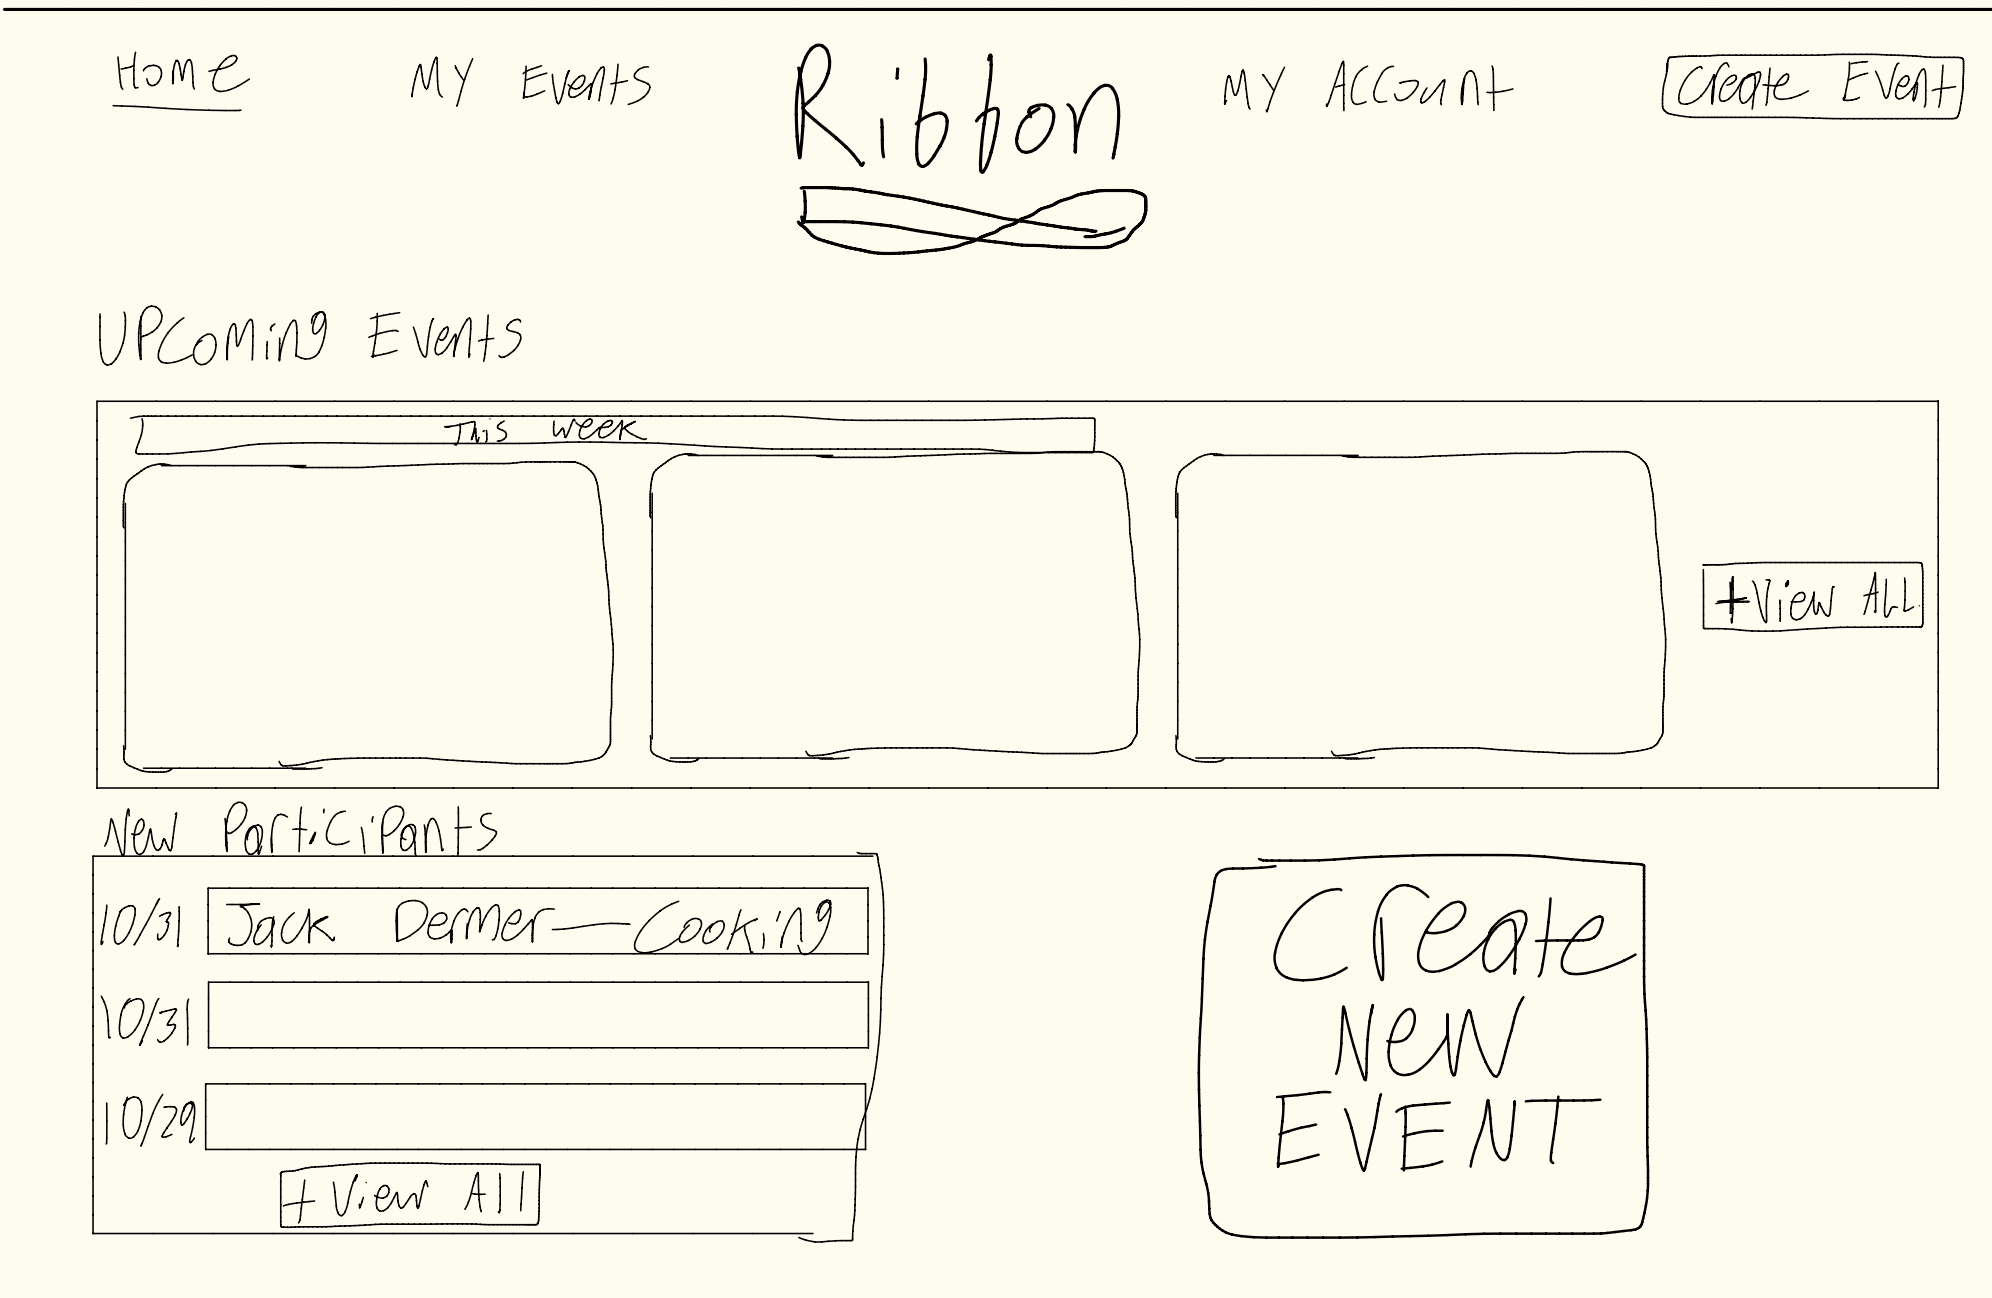 Home My Events Ribbon My Account Create Event
Upcoming Events
This week
+View ALL
New Participants
10/31 Jack Dermer—Cooking
10/31
10/29
+View All
Create
New
EVENT